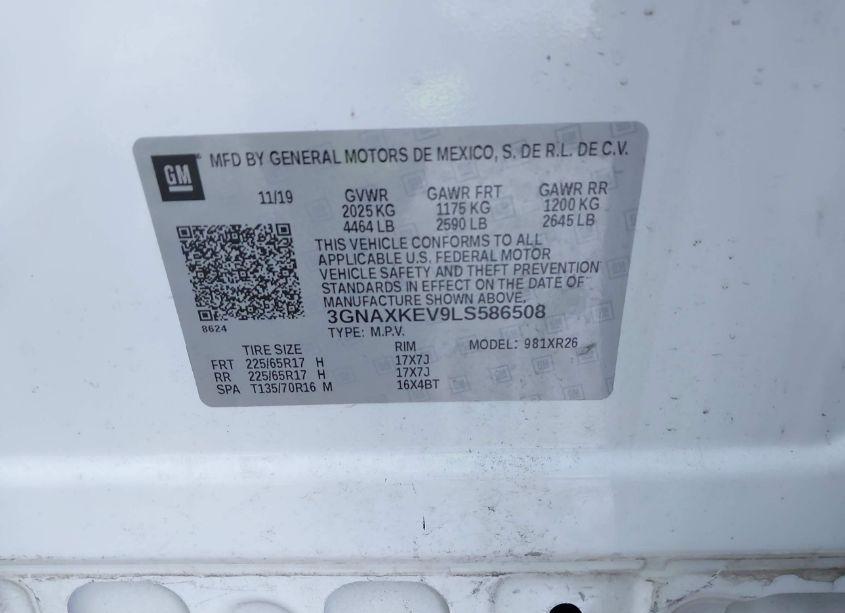 GM MFD BY GENERAL MOTORS DE MEXICO, S. DE R.L. DE C.V.
11/19 GVWR GAWR FRT GAWR RR
2025 KG 1175 KG 1200 KG
4464 LB 2590 LB 2645 LB
THIS VEHICLE CONFORMS TO ALL
APPLICABLE U.S. FEDERAL MOTOR
VEHICLE SAFETY AND THEFT PREVENTION
STANDARDS IN EFFECT ON THE DATE OF
MANUFACTURE SHOWN ABOVE.
8624
3GNAXKEV9LS586508
TYPE: M.P.V. MODEL: 981XR26
TIRE SIZE RIM
FRT 225/65R17 H 17X7J
RR 225/65R17 H 17X7J
SPA T135/70R16 M 16X4BT